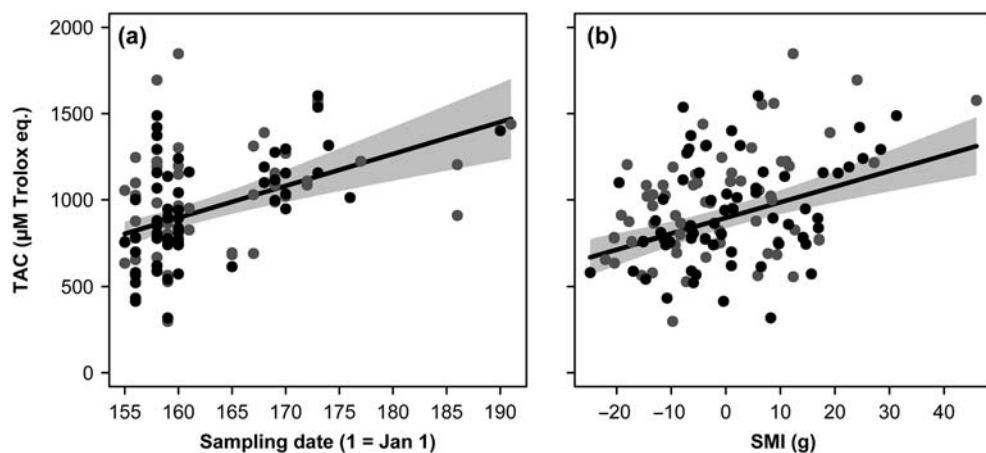 (a)
(b)
TAC (µM Trolox eq.)
2000
1500
1000
500
0
155 160 165 170 175 180 185 190
−20 −10 0 10 20 30 40
Sampling date (1 = Jan 1)
SMI (g)